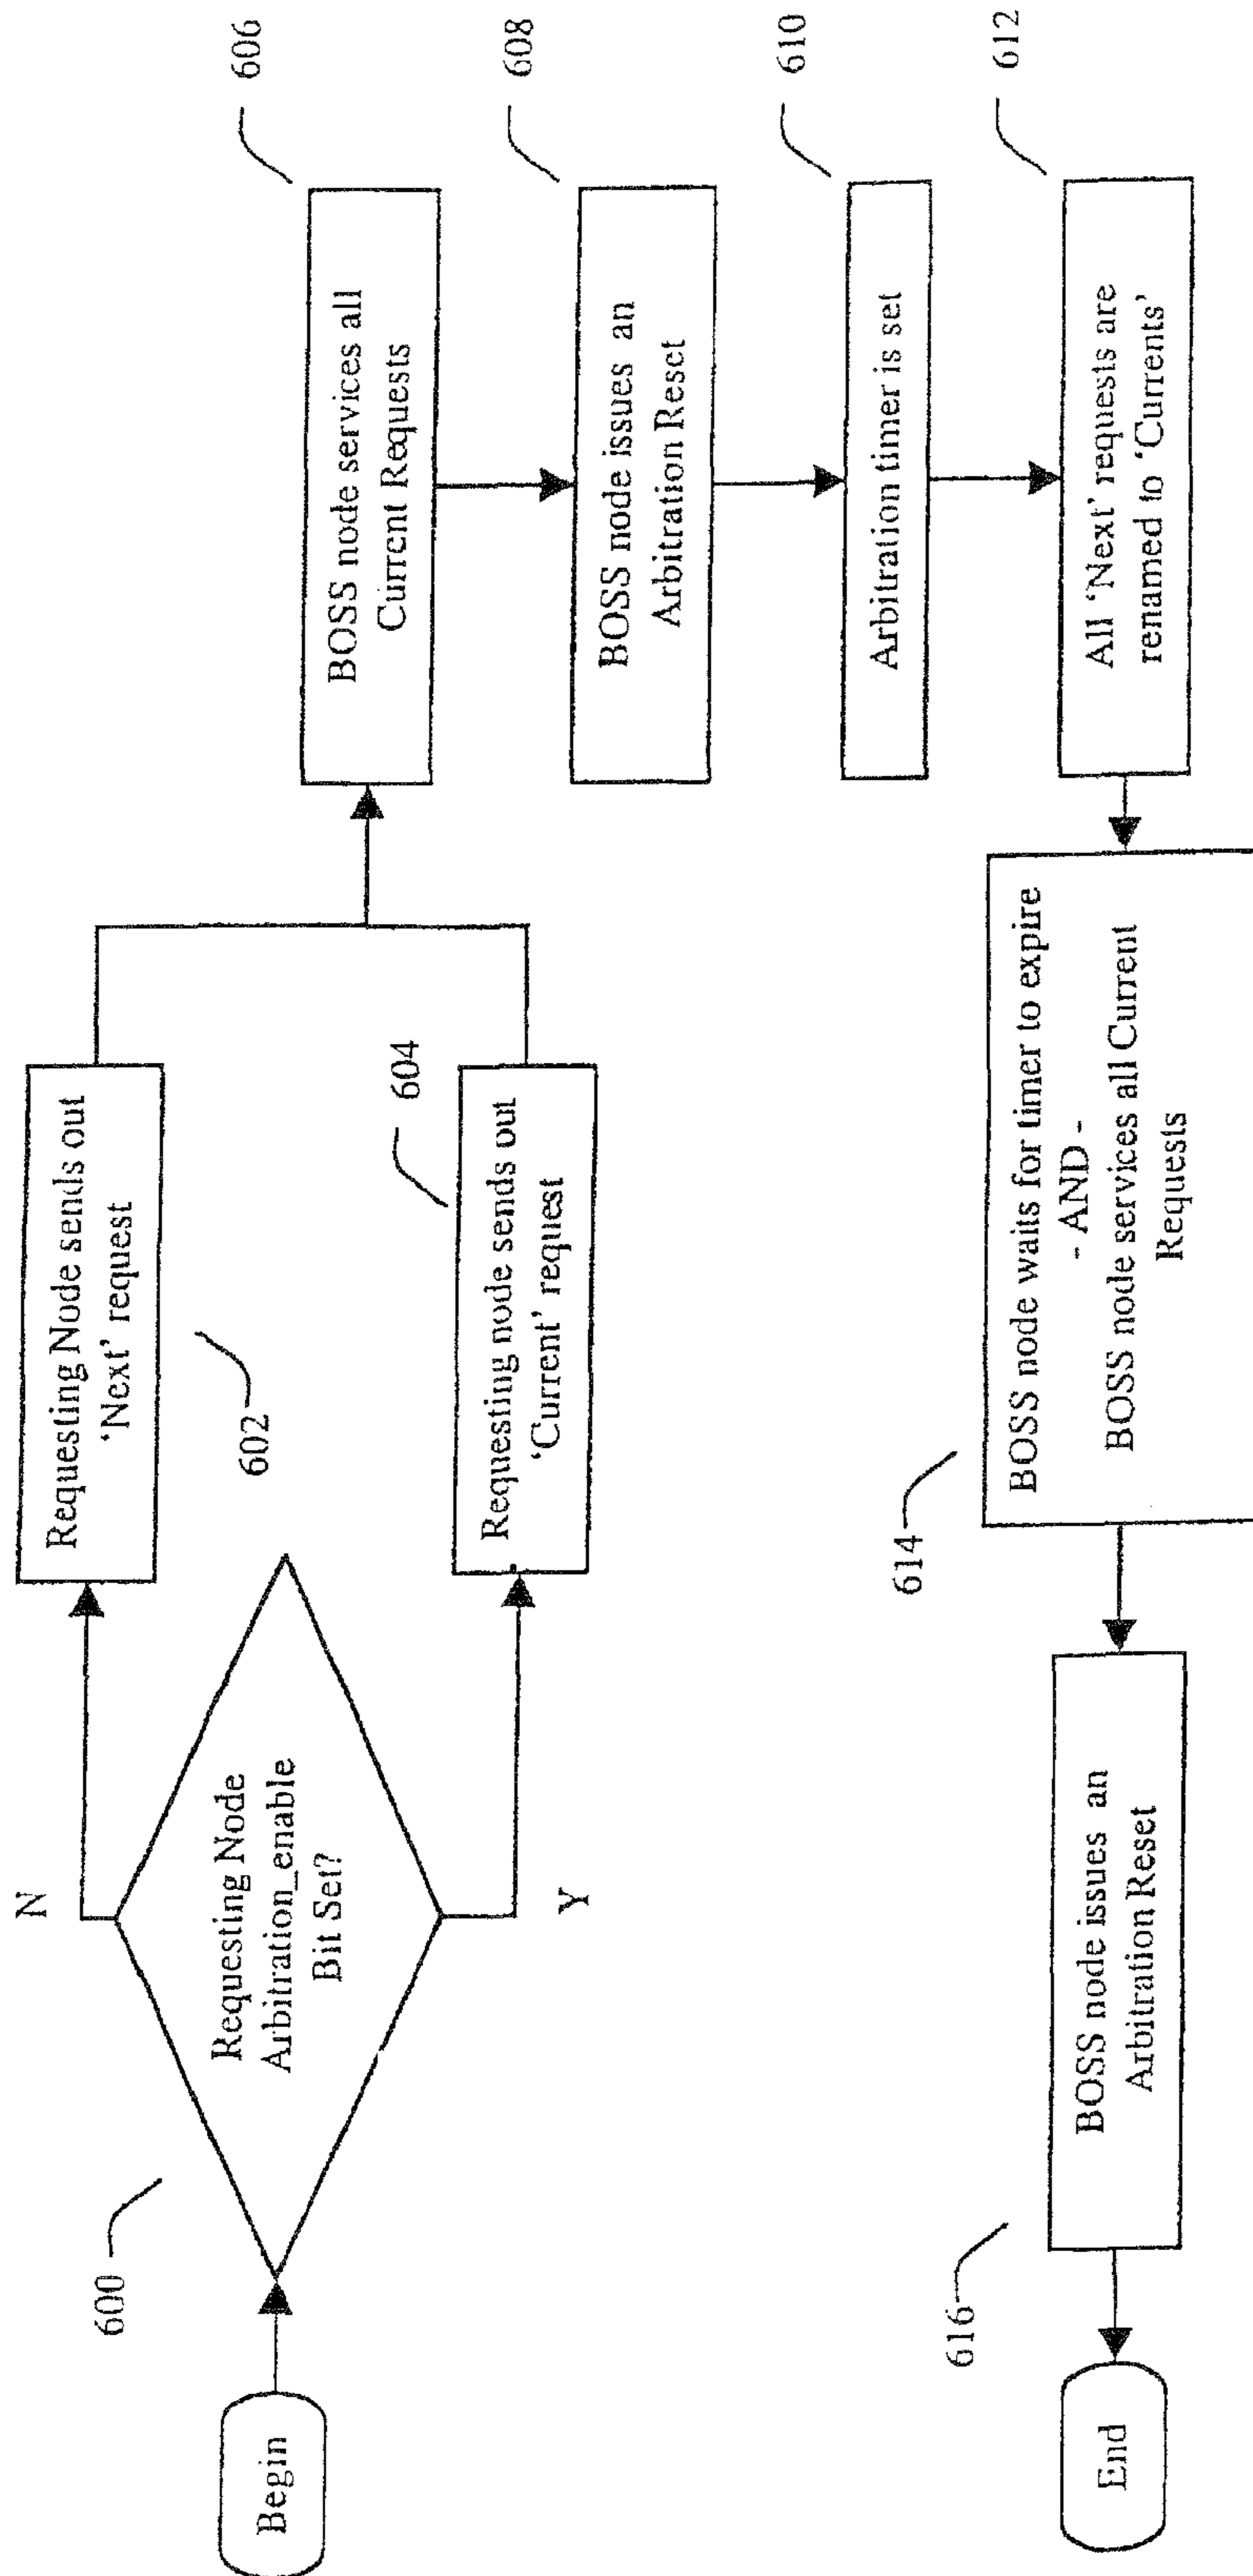 Begin
600
Requesting Node
Arbitration_enable
Bit Set?
N
Y
Requesting Node sends out
'Next' request
602
604
Requesting node sends out
'Current' request
606
BOSS node services all
Current Requests
608
BOSS node issues an
Arbitration Reset
610
Arbitration timer is set
612
All 'Next' requests are
renamed to 'Currents'
614
BOSS node waits for timer to expire
- AND -
BOSS node services all Current
Requests
616
BOSS node issues an
Arbitration Reset
End